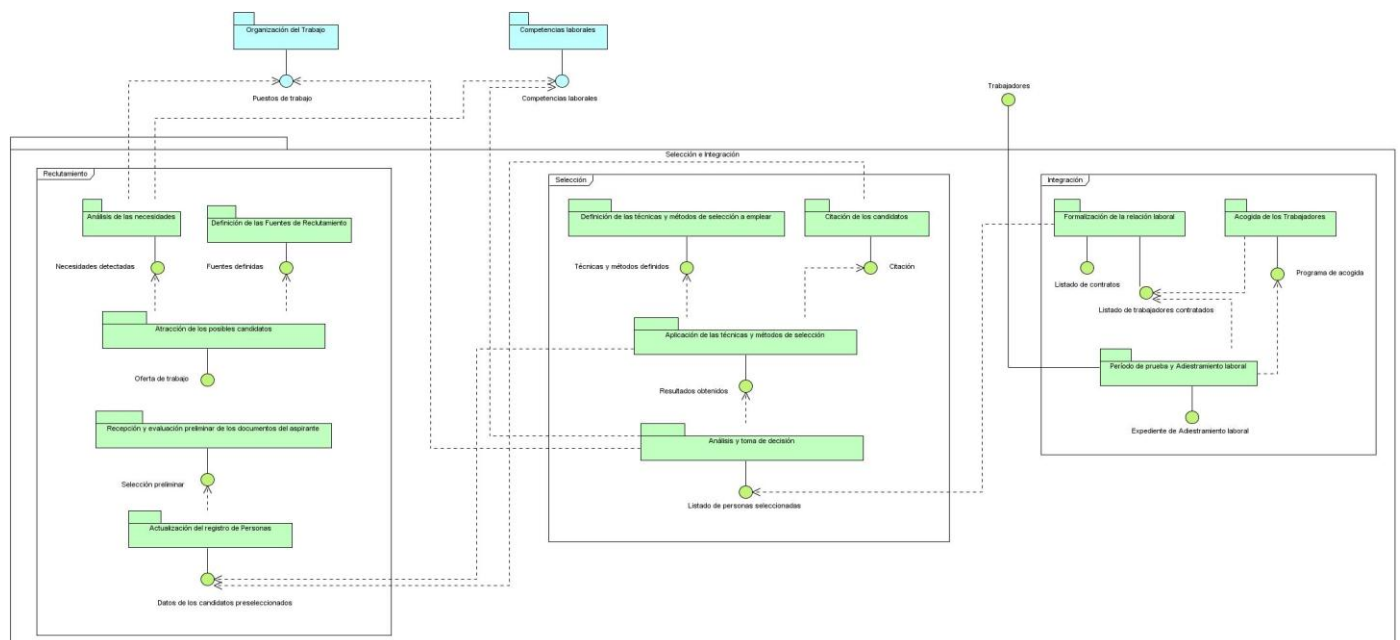 Organización del Trabajo
Competencias laborales
Puestos de trabajo
Competencias laborales
Trabajadores
Selección e Integración
Reclutamiento
Análisis de las necesidades
Definición de las Fuentes de Reclutamiento
Necesidades detectadas
Fuentes definidas
Atracción de los posibles candidatos
Oferta de trabajo
Recepción y evaluación preliminar de los documentos del aspirante
Selección preliminar
Actualización del registro de Personas
Datos de los candidatos preseleccionados
Selección
Definición de las técnicas y métodos de selección a emplear
Citación de los candidatos
Técnicas y métodos definidos
Citación
Aplicación de las técnicas y métodos de selección
Resultados obtenidos
Análisis y toma de decisión
Listado de personas seleccionadas
Integración
Formalización de la relación laboral
Acogida de los Trabajadores
Listado de contratos
Programa de acogida
Listado de trabajadores contratados
Período de prueba y Adiestramiento laboral
Expediente de Adiestramiento laboral